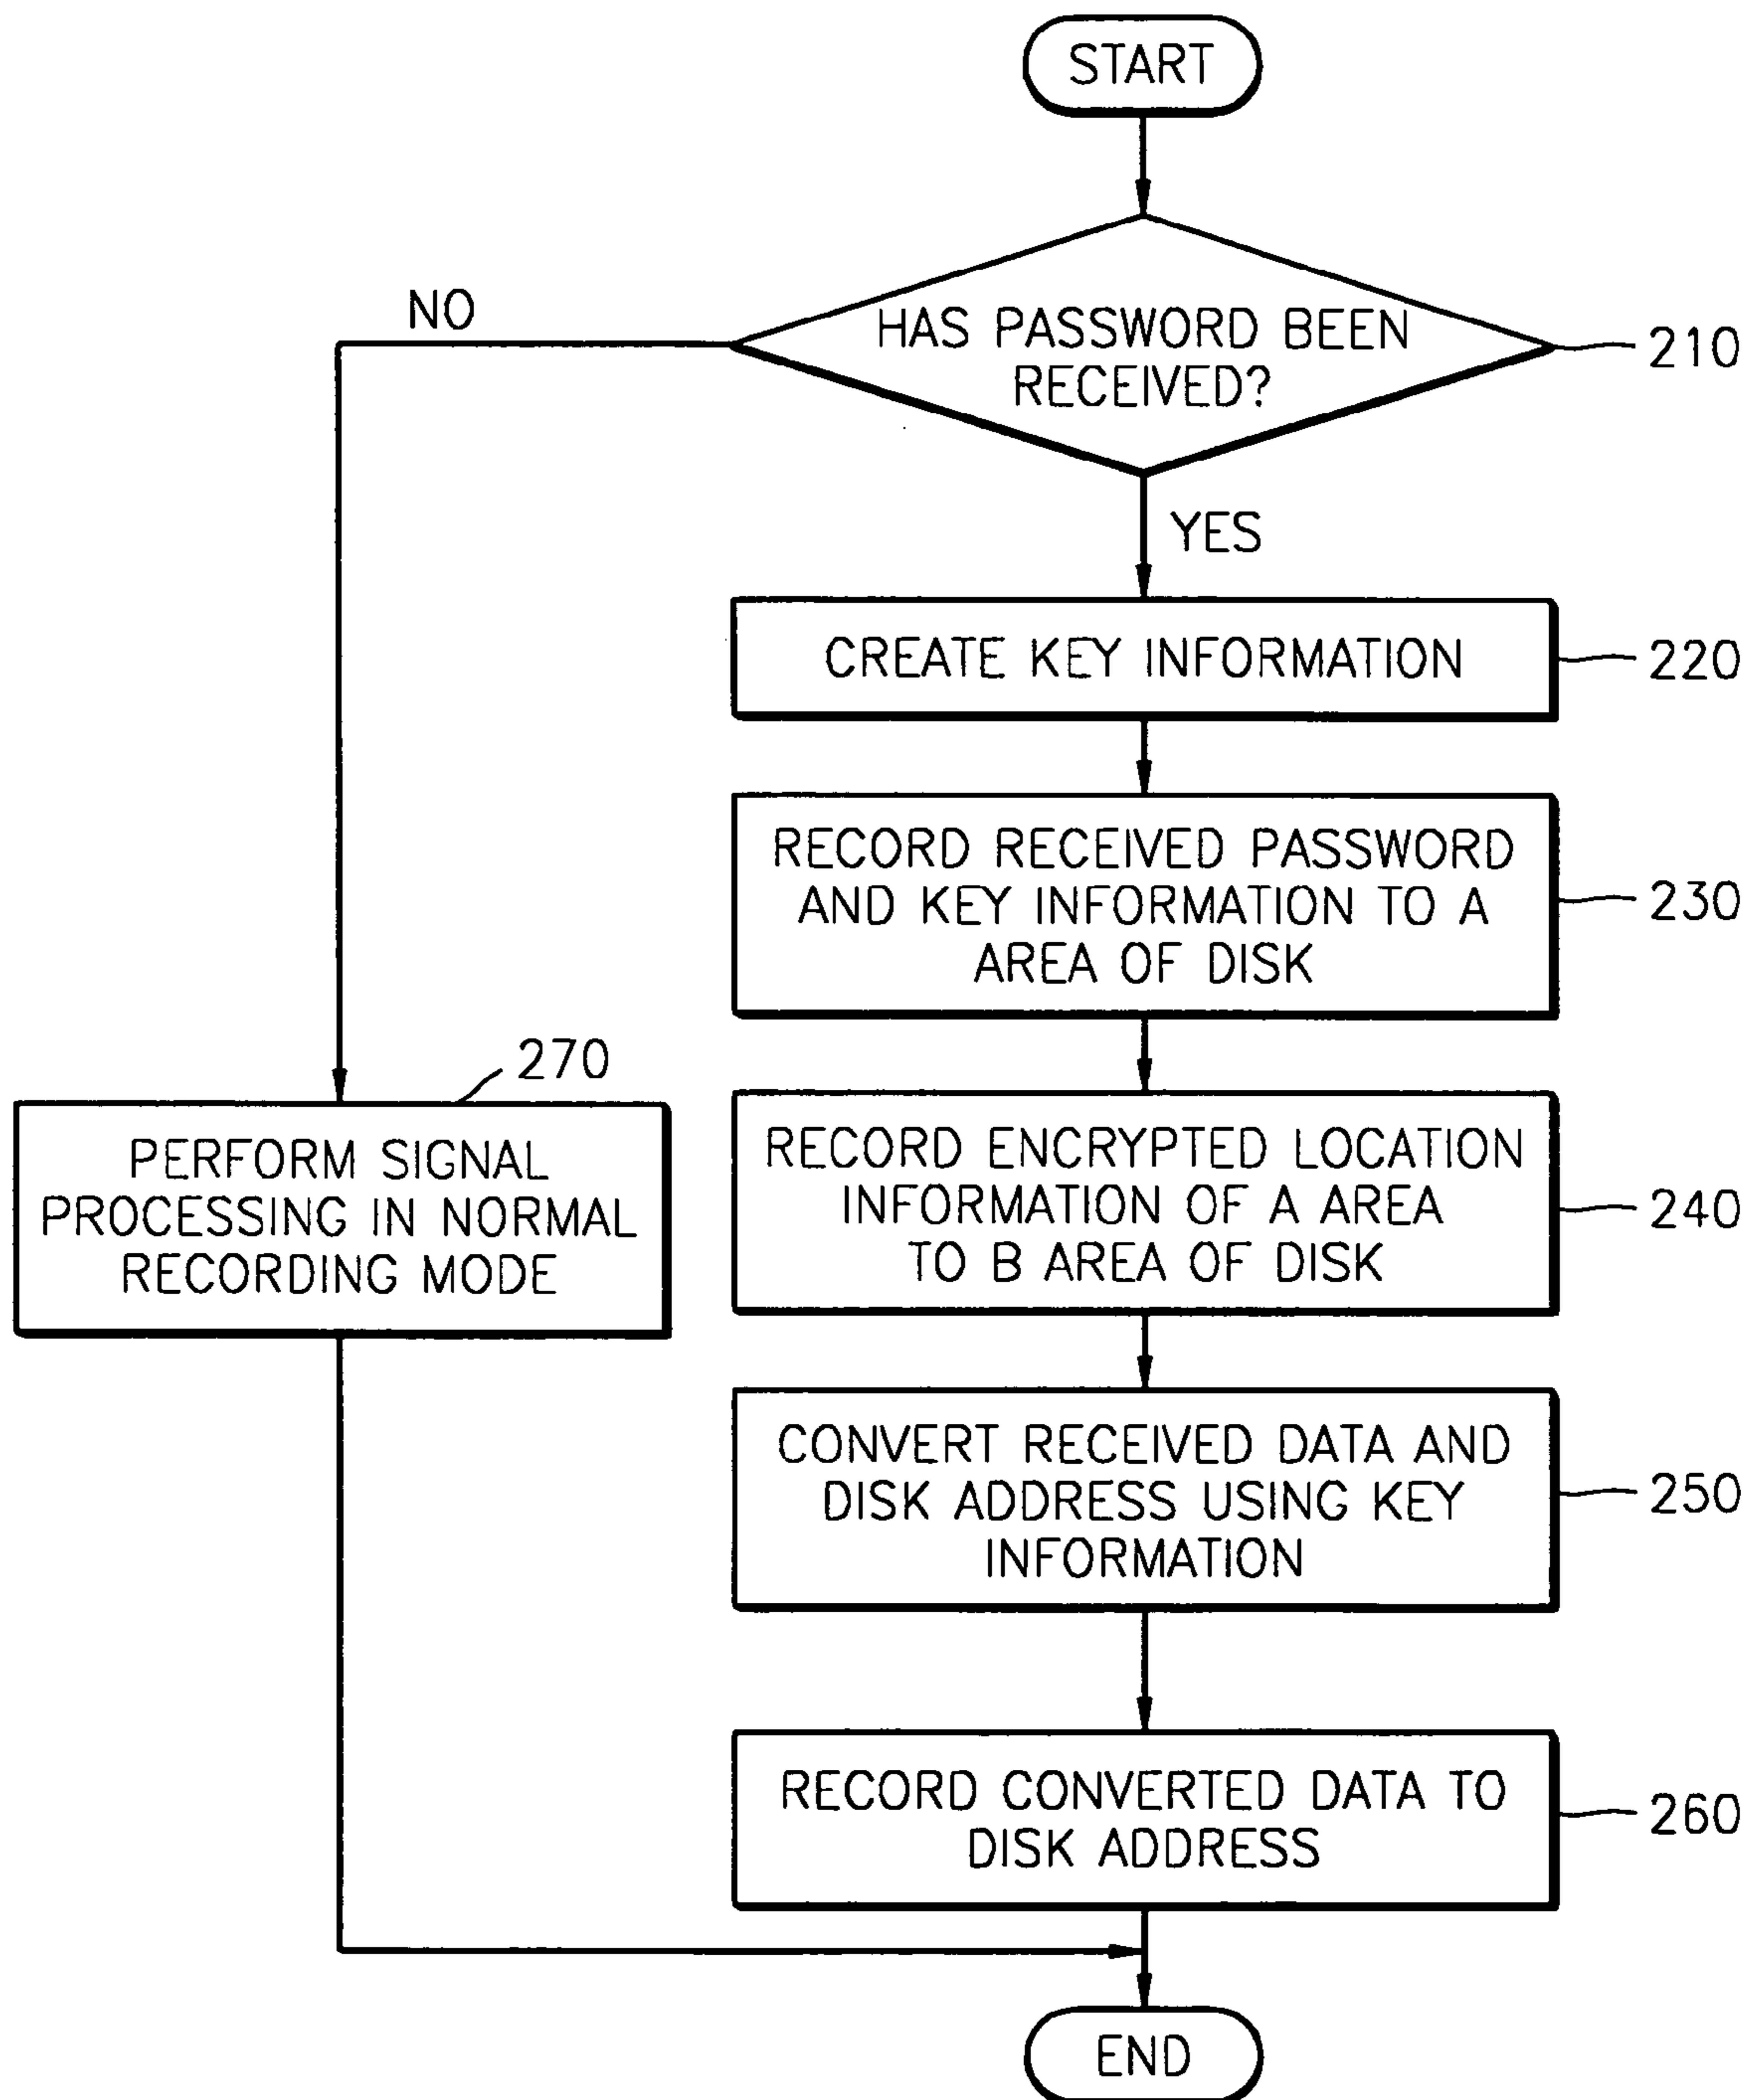 START
NO
HAS PASSWORD BEEN
RECEIVED?
210
YES
CREATE KEY INFORMATION
220
RECORD RECEIVED PASSWORD
AND KEY INFORMATION TO A
AREA OF DISK
230
270
PERFORM SIGNAL
PROCESSING IN NORMAL
RECORDING MODE
RECORD ENCRYPTED LOCATION
INFORMATION OF A AREA
TO B AREA OF DISK
240
CONVERT RECEIVED DATA AND
DISK ADDRESS USING KEY
INFORMATION
250
RECORD CONVERTED DATA TO
DISK ADDRESS
260
END